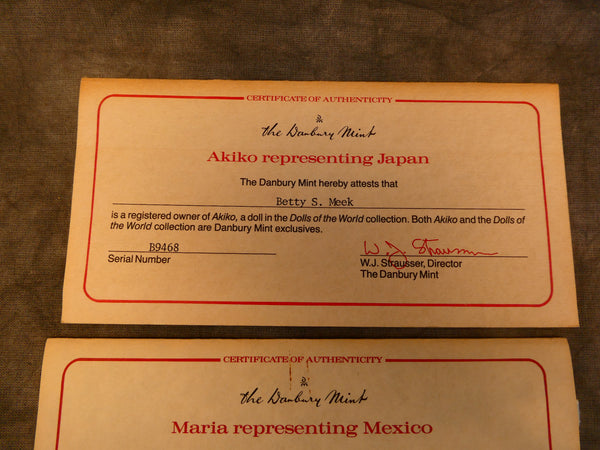 CERTIFICATE OF AUTHENTICITY
the Danbury Mint
Akiko representing Japan
The Danbury Mint hereby attests that
Betty S. Meek
is a registered owner of Akiko, a doll in the Dolls of the World collection. Both Akiko and the Dolls of
the World collection are Danbury Mint exclusives.
B9468
Serial Number
W. J. Strausser
W.J. Strausser, Director
The Danbury Mint
CERTIFICATE OF AUTHENTICITY
the Danbury Mint
Maria representing Mexico